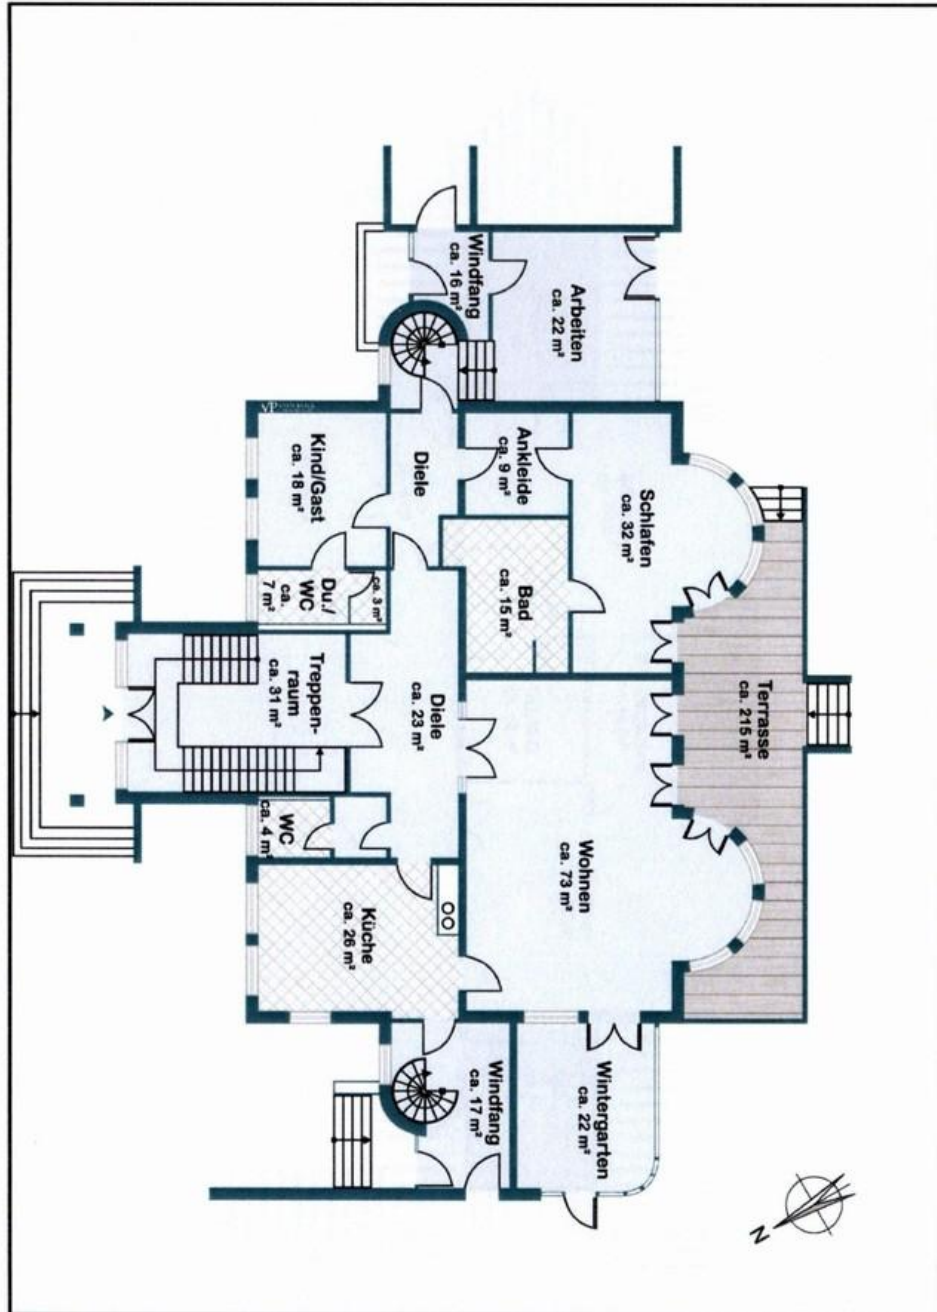 Windfang
ca. 16 m²
Arbeiten
ca. 22 m²
Kind/Gast
ca. 18 m²
Diele
Ankleide
ca. 9 m²
Schlafen
ca. 32 m²
Du./
WC
ca.
7 m²
ca. 3 m²
Bad
ca. 15 m²
Treppen-
raum
ca. 31 m²
Diele
ca. 23 m²
Terrasse
ca. 215 m²
WC
ca. 4 m²
Wohnen
ca. 73 m²
Küche
ca. 26 m²
Windfang
ca. 17 m²
Wintergarten
ca. 22 m²
N
VP